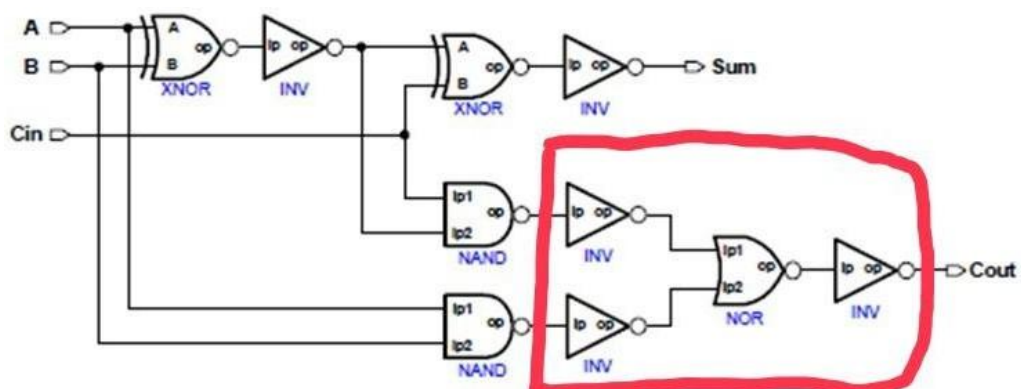 A
B
Cin
A
B
op
XNOR
Ip op
INV
A
B
op
XNOR
Ip op
INV
Sum
Ip1
Ip2
op
NAND
Ip op
INV
Ip1
Ip2
op
NOR
Ip op
INV
Cout
Ip1
Ip2
op
NAND
Ip op
INV